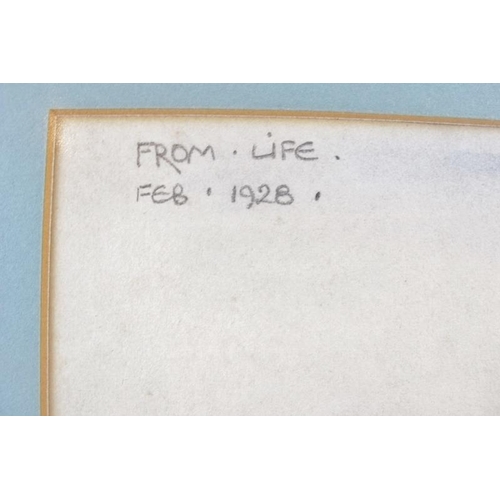 FROM · LiFE .
FEB · 1928 .